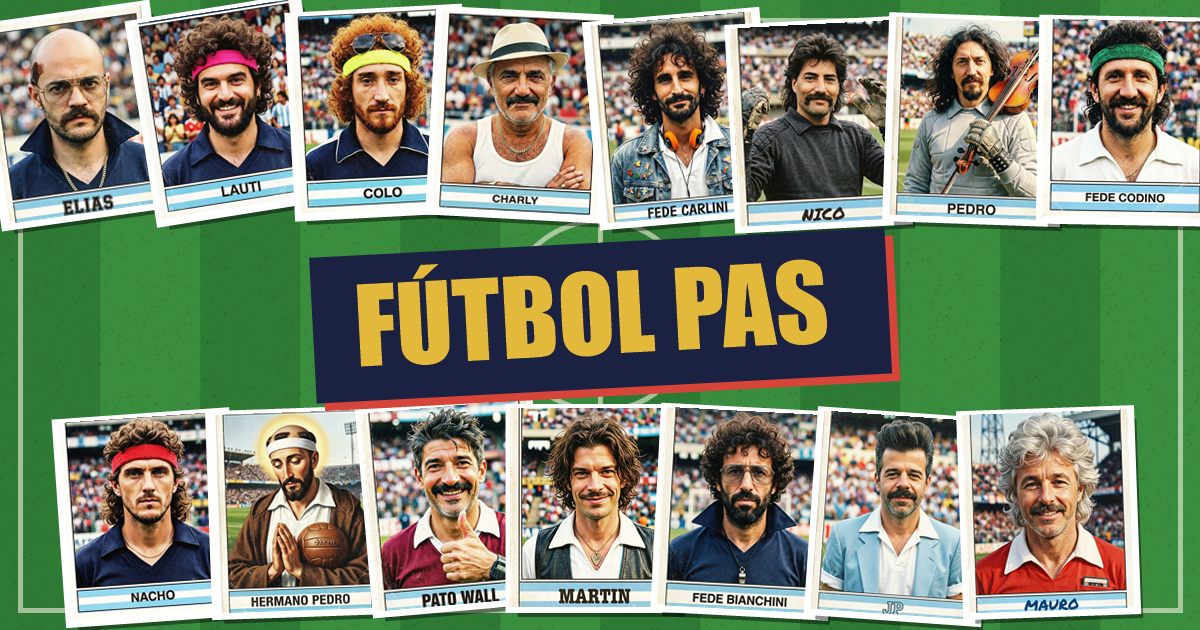 ELIAS
LAUTI
COLO
CHARLY
FEDE CARLINI
NICO
PEDRO
FEDE CODINO
FÚTBOL PAS
NACHO
HERMANO PEDRO
PATO WALL
MARTIN
FEDE BIANCHINI
JP
MAURO